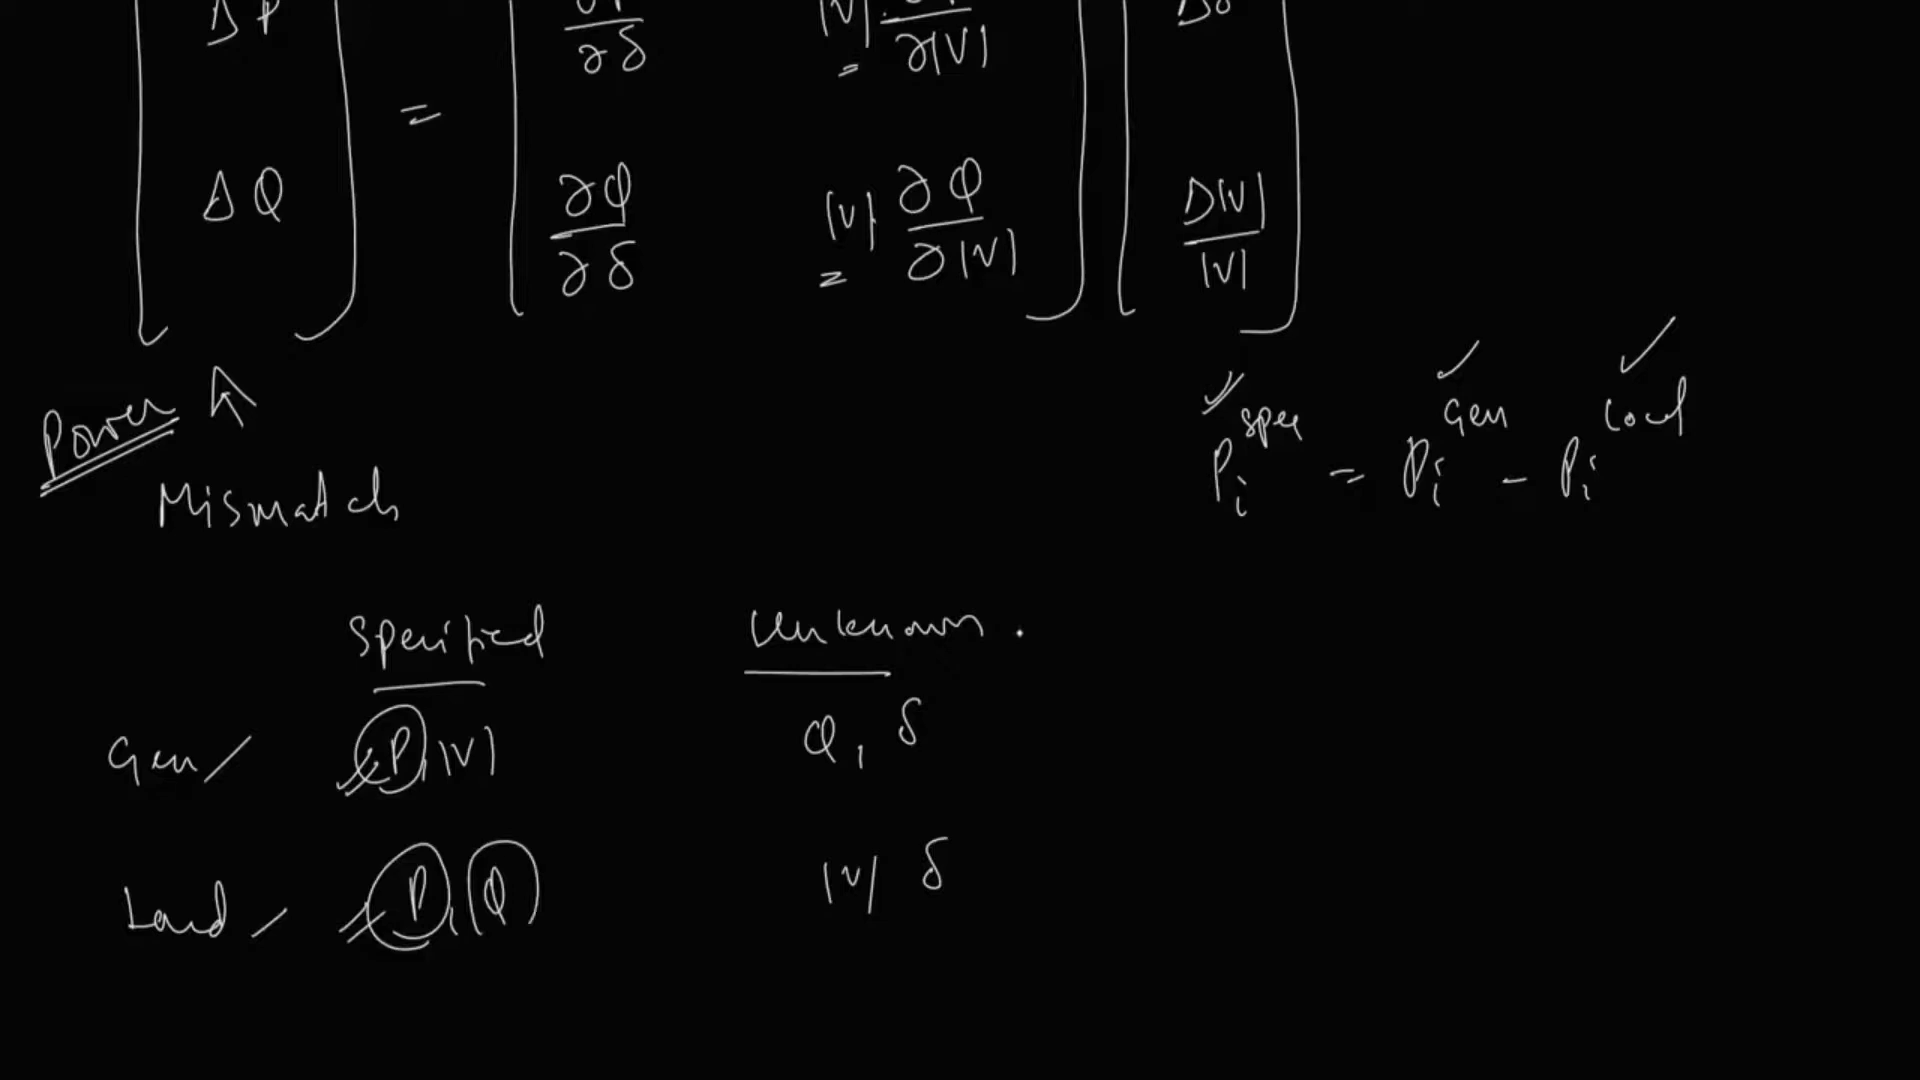 ΔP ∂P/∂δ |V|·∂P/∂|V| Δδ
=
ΔQ ∂Q/∂δ |V|·∂Q/∂|V| Δ|V|/|V|
=
Power
Mismatch
P_i^spec = P_i^Gen - P_i^Load
Specified Unknown.
Gen P, |V| Q, δ
Load P, Q |V| δ